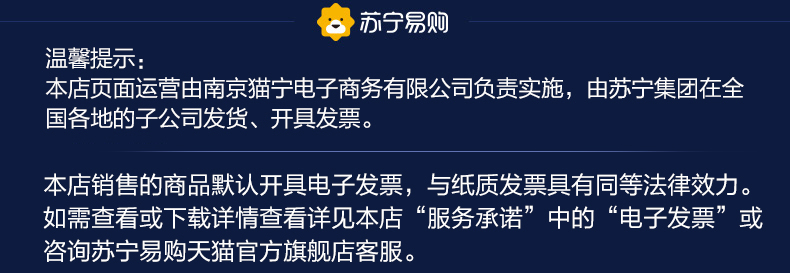 苏宁易购
温馨提示：
本店页面运营由南京猫宁电子商务有限公司负责实施，由苏宁集团在全
国各地的子公司发货、开具发票。
本店销售的商品默认开具电子发票，与纸质发票具有同等法律效力。
如需查看或下载详情查看详见本店“服务承诺”中的“电子发票”或
咨询苏宁易购天猫官方旗舰店客服。